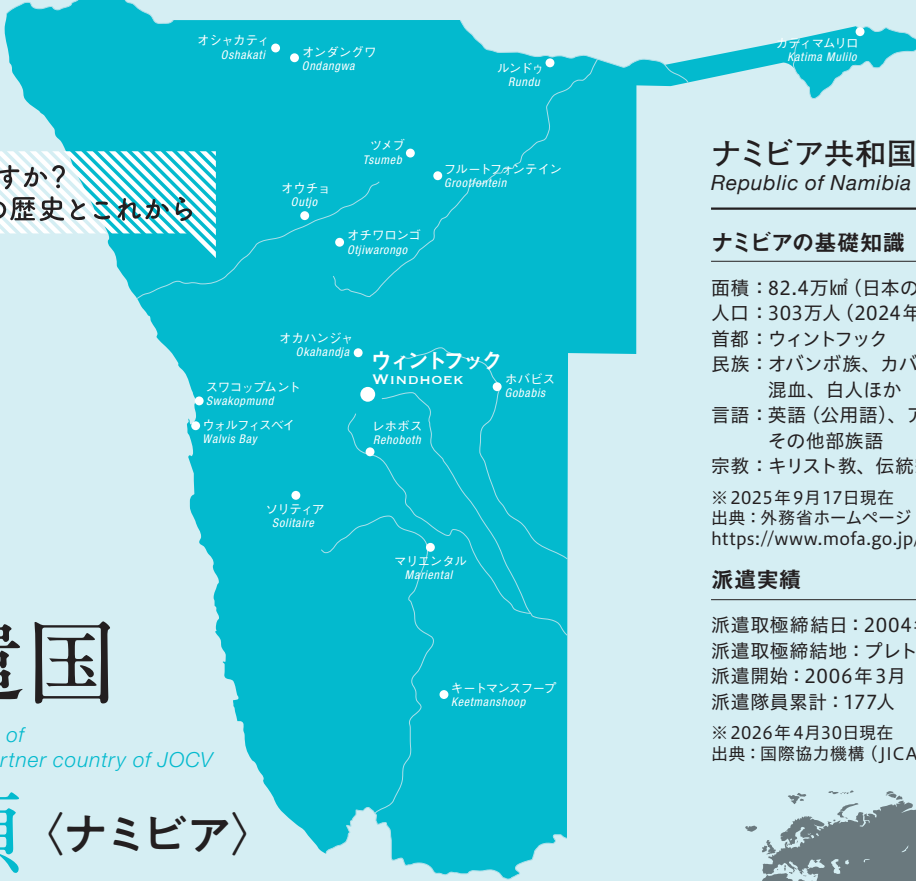 オシャカティ
Oshakati
オンダングワ
Ondangwa
ルンドゥ
Rundu
カティマムリロ
Katima Mulilo
ツメブ
Tsumeb
フルートフォンテイン
Grootfontein
オウチョ
Outjo
オチワロンゴ
Otjiwarongo
すか?
の歴史とこれから
オカハンジャ
Okahandja
ウィントフック
WINDHOEK
ホバビス
Gobabis
スワコップムント
Swakopmund
ウォルフィスベイ
Walvis Bay
レホボス
Rehoboth
ソリティア
Solitaire
マリエンタル
Mariental
キートマンスフープ
Keetmanshoop
遣国
of
rtner country of JOCV
〈ナミビア〉
ナミビア共和国
Republic of Namibia
ナミビアの基礎知識
面積:82.4万㎢(日本の
人口:303万人(2024年
首都:ウィントフック
民族:オバンボ族、カバ
混血、白人ほか
言語:英語(公用語)、ア
その他部族語
宗教:キリスト教、伝統
※2025年9月17日現在
出典:外務省ホームページ
https://www.mofa.go.jp/
派遣実績
派遣取極締結日:2004
派遣取極締結地:プレト
派遣開始:2006年3月
派遣隊員累計:177人
※2026年4月30日現在
出典:国際協力機構(JICA